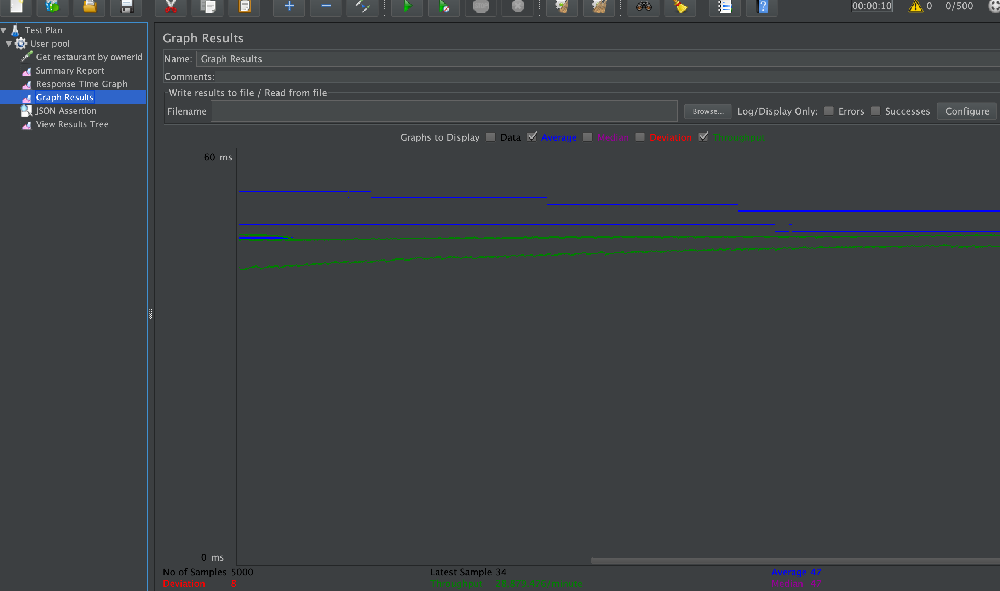 STOP
?
00:00:10
0
0/500
Test Plan
User pool
Get restaurant by ownerid
Summary Report
Response Time Graph
Graph Results
JSON Assertion
View Results Tree
Graph Results
Name: Graph Results
Comments:
Write results to file / Read from file
Filename
Browse...
Log/Display Only: Errors Successes
Configure
Graphs to Display Data Average Median Deviation Throughput
60 ms
0 ms
No of Samples 5000
Latest Sample 34
Average 47
Deviation 8
Throughput 28,879.476/minute
Median 47